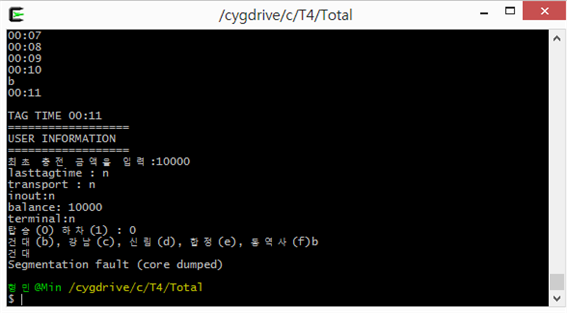 /cygdrive/c/T4/Total
00:07
00:08
00:09
00:10
b
00:11
TAG TIME 00:11
==================
USER INFORMATION
==================
최초 충전 금액을 입력 :10000
lasttagtime : n
transport : n
inout:n
balance: 10000
terminal:n
탑승(0) 하차(1) : 0
건대(b), 강남(c), 신림(d), 합정(e), 동역사(f)b
건대
Segmentation fault (core dumped)
형민@Min /cygdrive/c/T4/Total
$